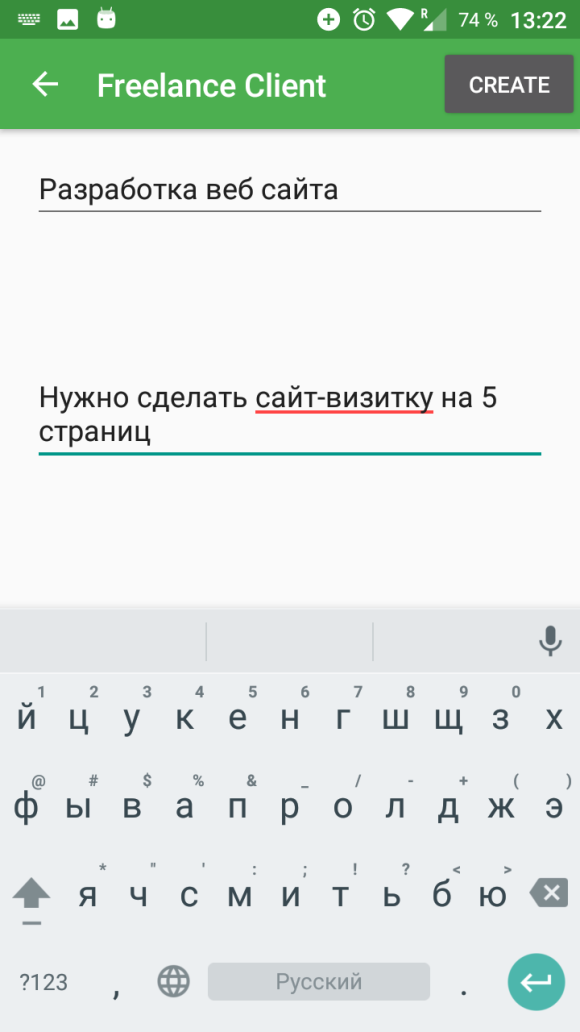 R 74 % 13:22
Freelance Client CREATE
Разработка веб сайта
Нужно сделать сайт-визитку на 5
страниц
1 2 3 4 5 6 7 8 9 0
й ц у к е н г ш щ з х
@ # $ % & _ / - + ( )
ф ы в а п р о л д ж э
* " ' : ; ! ? < >
я ч с м и т ь б ю
?123 , Русский .